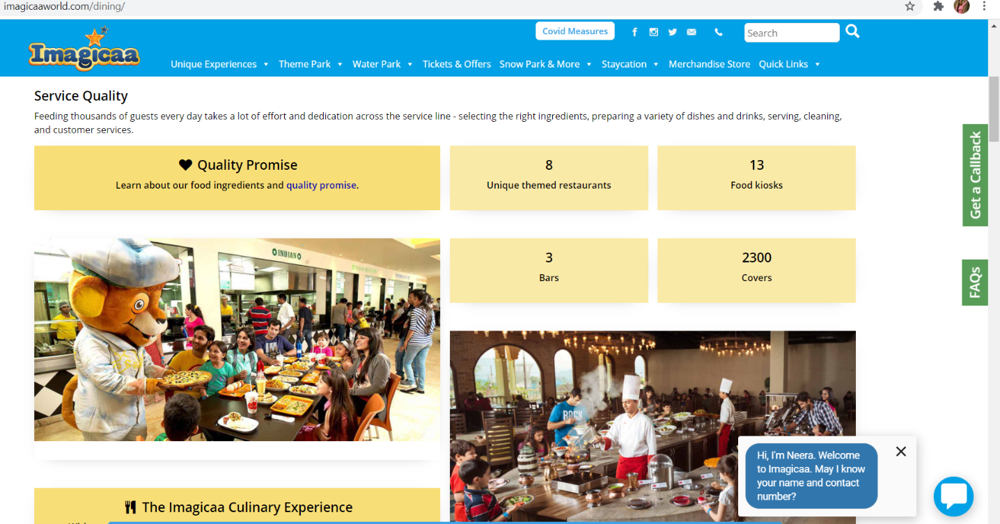 imagicaaworld.com/dining/
Covid Measures
Search
Imagicaa
Unique Experiences
Theme Park
Water Park
Tickets & Offers
Snow Park & More
Staycation
Merchandise Store
Quick Links
Service Quality
Feeding thousands of guests every day takes a lot of effort and dedication across the service line - selecting the right ingredients, preparing a variety of dishes and drinks, serving, cleaning,
and customer services.
Quality Promise
Learn about our food ingredients and quality promise.
8
Unique themed restaurants
13
Food kiosks
Get a Callback
INDIAN
3
Bars
2300
Covers
FAQs
ROCK
Hi, I'm Neera. Welcome
to Imagicaa. May I know
your name and contact
number?
The Imagicaa Culinary Experience